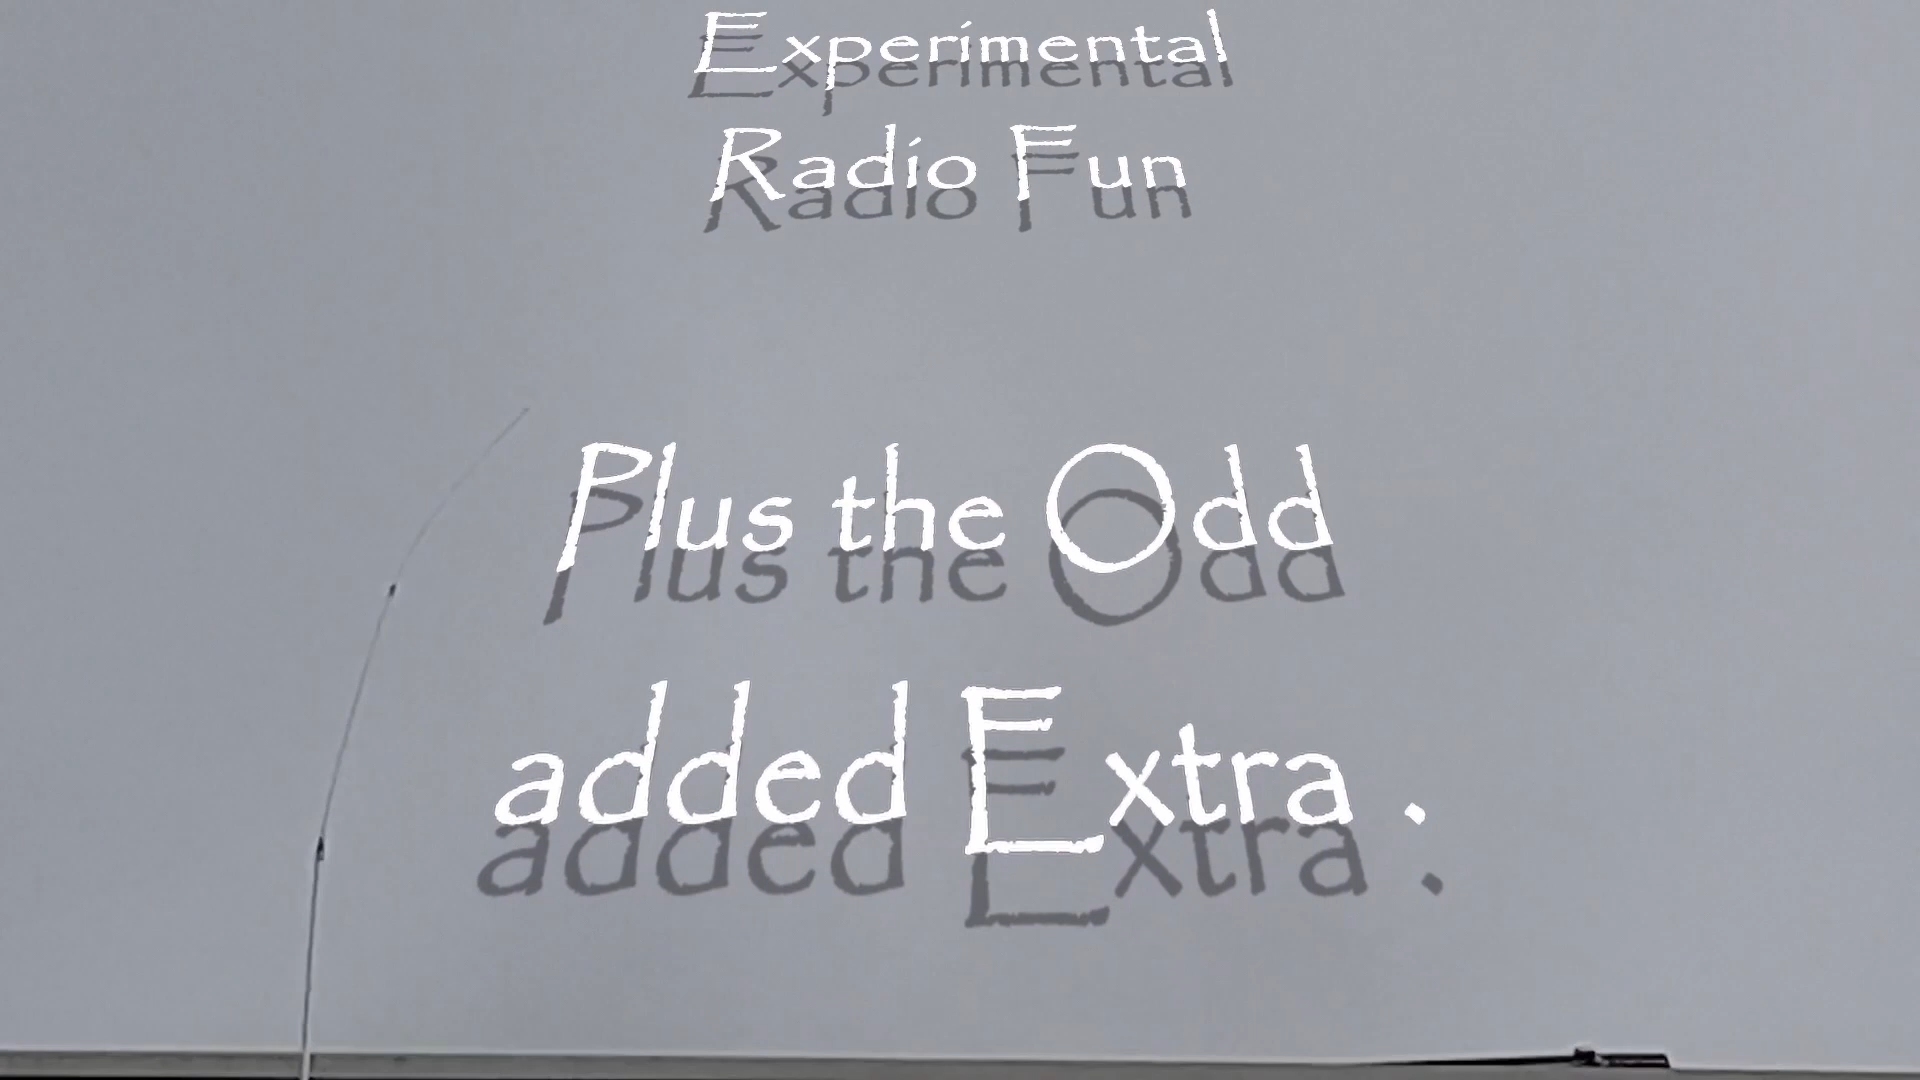 Experimental
Radio Fun
Plus the Odd
added Extra .